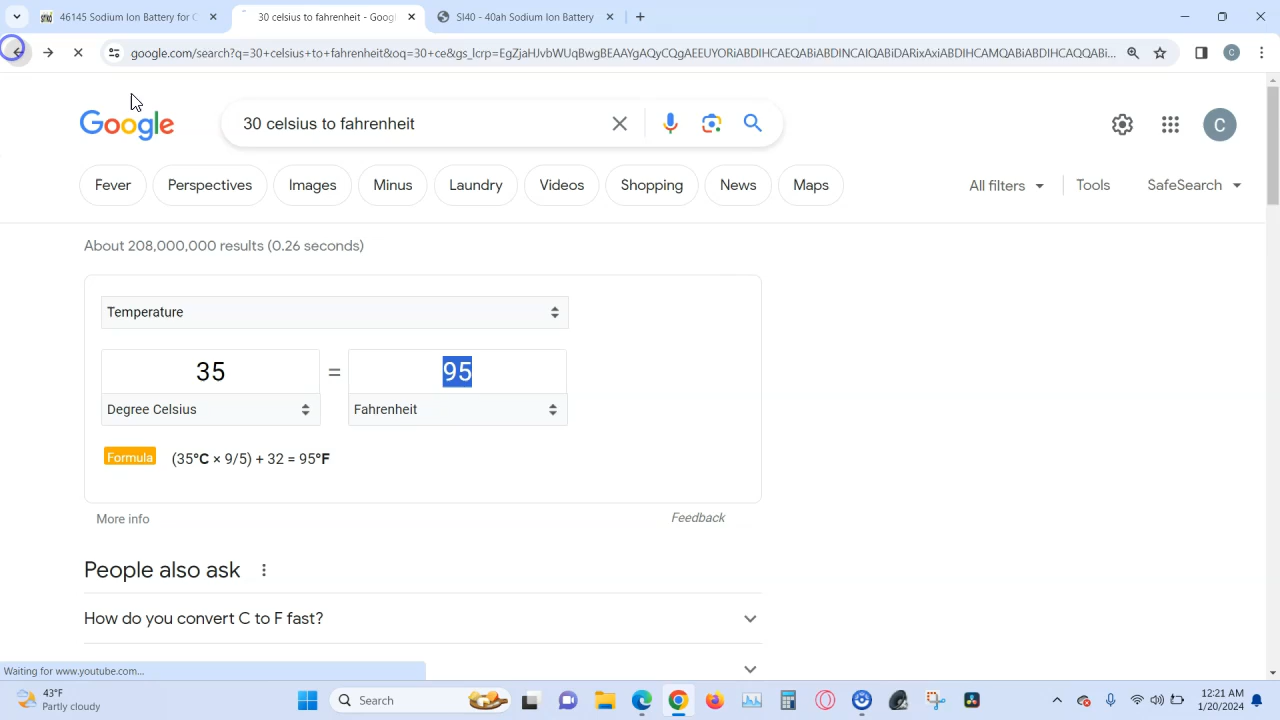 46145 Sodium Ion Battery for C
30 celsius to fahrenheit - Googl
SI40 - 40ah Sodium Ion Battery
google.com/search?q=30+celsius+to+fahrenheit&oq=30+ce&gs_lcrp=EgZjaHJvbWUqBwgBEAAYgAQyCQgAEEUYORiABDIHCAEQABiABDINCAIQABiDARixAxiABDIHCAMQABiABDIHCAQQABi...
C
Google
30 celsius to fahrenheit
C
Fever
Perspectives
Images
Minus
Laundry
Videos
Shopping
News
Maps
All filters
Tools
SafeSearch
About 208,000,000 results (0.26 seconds)
Temperature
35 = 95
Degree Celsius
Fahrenheit
Formula (35°C × 9/5) + 32 = 95°F
More info
Feedback
People also ask
How do you convert C to F fast?
Waiting for www.youtube.com...
43°F
Partly cloudy
Search
12:21 AM
1/20/2024